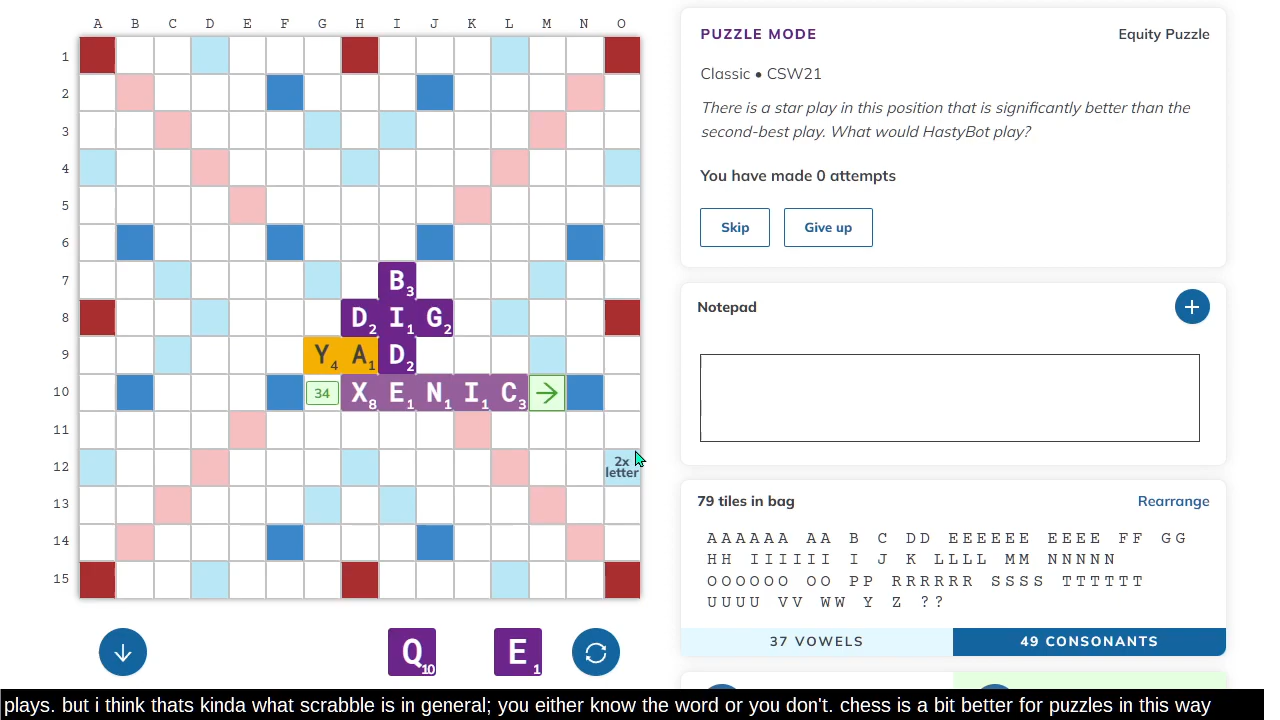 A B C D E F G H I J K L M N O
PUZZLE MODE
Equity Puzzle
Classic • CSW21
There is a star play in this position that is significantly better than the
second-best play. What would HastyBot play?
You have made 0 attempts
Skip
Give up
1
2
3
4
5
6
7 B3
8 D2 I1 G2
9 Y4 A1 D2
10 34 X8 E1 N1 I1 C3
11
12 2x letter
13
14
15
Notepad
79 tiles in bag
Rearrange
AAAAAA AA B C DD EEEEEE EEEE FF GG
HH IIIIII I J K LLLL MM NNNNN
OOOOOO OO PP RRRRRR SSSS TTTTTT
UUUU VV WW Y Z ??
37 VOWELS
49 CONSONANTS
Q10 E1
plays. but i think thats kinda what scrabble is in general; you either know the word or you don't. chess is a bit better for puzzles in this way